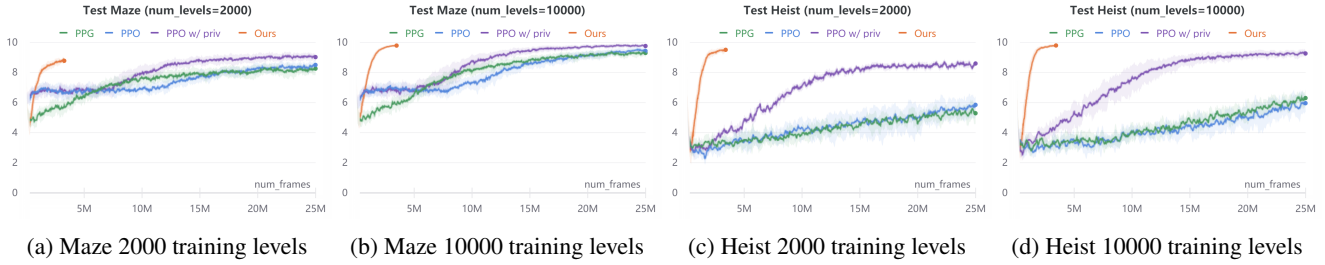 Test Maze (num_levels=2000)
PPG PPO PPO w/ priv Ours
10
8
6
4
2
0
num_frames
5M 10M 15M 20M 25M
(a) Maze 2000 training levels
Test Maze (num_levels=10000)
PPG PPO PPO w/ priv Ours
10
8
6
4
2
0
num_frames
5M 10M 15M 20M 25M
(b) Maze 10000 training levels
Test Heist (num_levels=2000)
PPG PPO PPO w/ priv Ours
10
8
6
4
2
0
num_frames
5M 10M 15M 20M 25M
(c) Heist 2000 training levels
Test Heist (num_levels=10000)
PPG PPO PPO w/ priv Ours
10
8
6
4
2
0
num_frames
5M 10M 15M 20M 25M
(d) Heist 10000 training levels